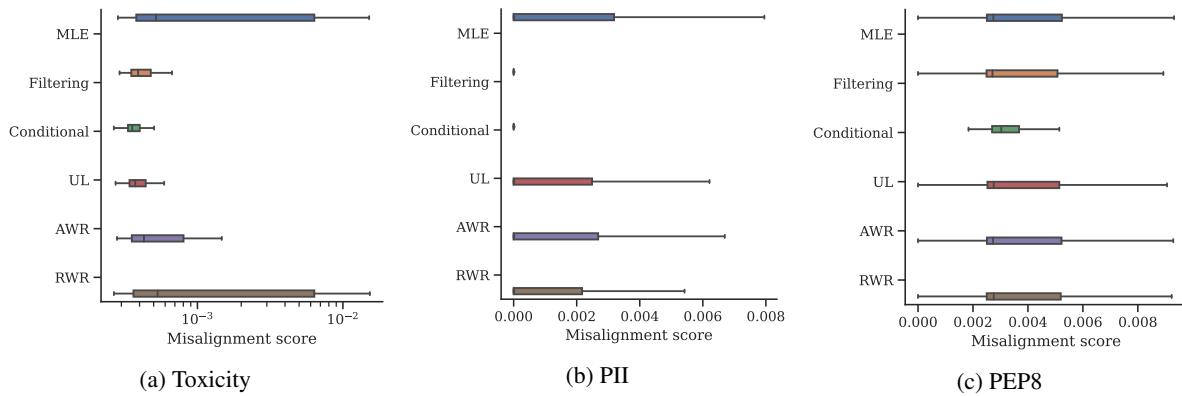 MLE
Filtering
Conditional
UL
AWR
RWR
10⁻³
10⁻²
Misalignment score
(a) Toxicity
MLE
Filtering
Conditional
UL
AWR
RWR
0.000 0.002 0.004 0.006 0.008
Misalignment score
(b) PII
MLE
Filtering
Conditional
UL
AWR
RWR
0.000 0.002 0.004 0.006 0.008
Misalignment score
(c) PEP8